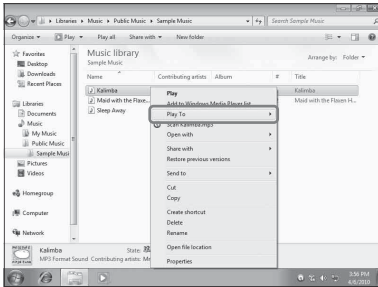 Libraries ▸ Music ▸ Public Music ▸ Sample Music
Search Sample Music
Organize Play Play all Share with New folder
Favorites
Desktop
Downloads
Recent Places
Libraries
Documents
Music
My Music
Public Music
Sample Musi
Pictures
Videos
Homegroup
Computer
Network
Music library
Sample Music
Arrange by: Folder
Name Contributing artists Album # Title
Kalimba Kalimba
Maid with the Flaxe... Maid with the Flaxen H...
Sleep Away
Play
Add to Windows Media Player list
Play To
Scan Kalimba.mp3
Open with
Share with
Restore previous versions
Send to
Cut
Copy
Create shortcut
Delete
Rename
Open file location
Properties
Kalimba State:
MP3 Format Sound Contributing artists: Mr
3:56 PM
4/6/2010